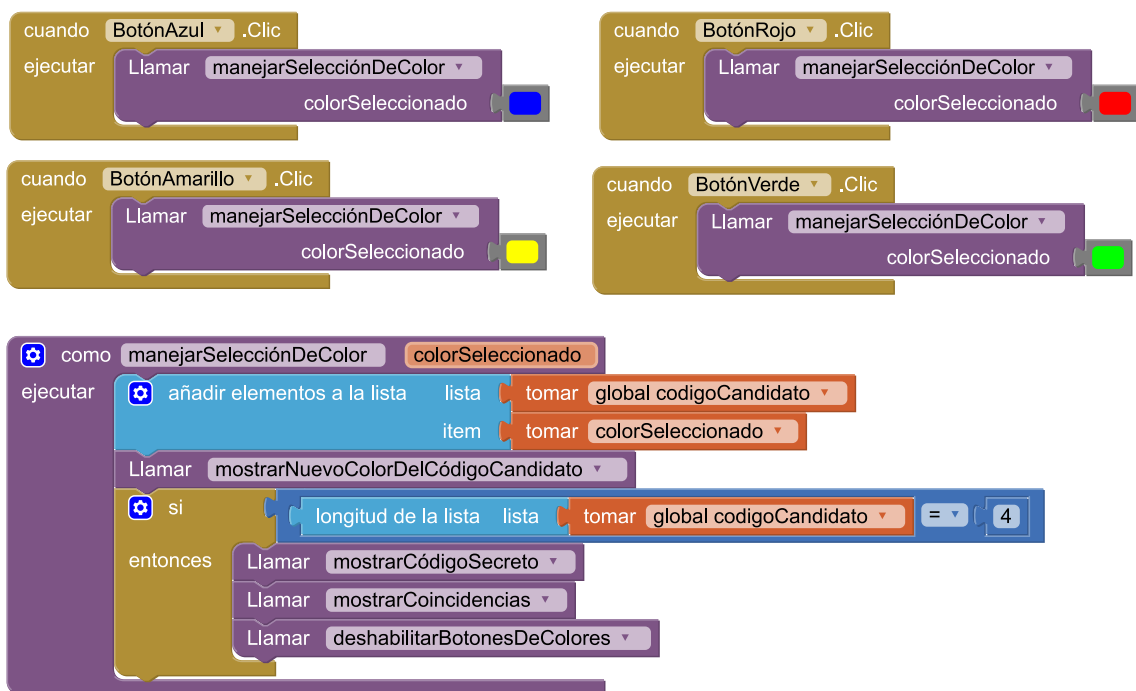 cuando BotónAzul .Clic
ejecutar Llamar manejarSelecciónDeColor
colorSeleccionado
cuando BotónRojo .Clic
ejecutar Llamar manejarSelecciónDeColor
colorSeleccionado
cuando BotónAmarillo .Clic
ejecutar Llamar manejarSelecciónDeColor
colorSeleccionado
cuando BotónVerde .Clic
ejecutar Llamar manejarSelecciónDeColor
colorSeleccionado
como manejarSelecciónDeColor colorSeleccionado
ejecutar añadir elementos a la lista lista tomar global codigoCandidato
item tomar colorSeleccionado
Llamar mostrarNuevoColorDelCódigoCandidato
si longitud de la lista lista tomar global codigoCandidato = 4
entonces Llamar mostrarCódigoSecreto
Llamar mostrarCoincidencias
Llamar deshabilitarBotonesDeColores